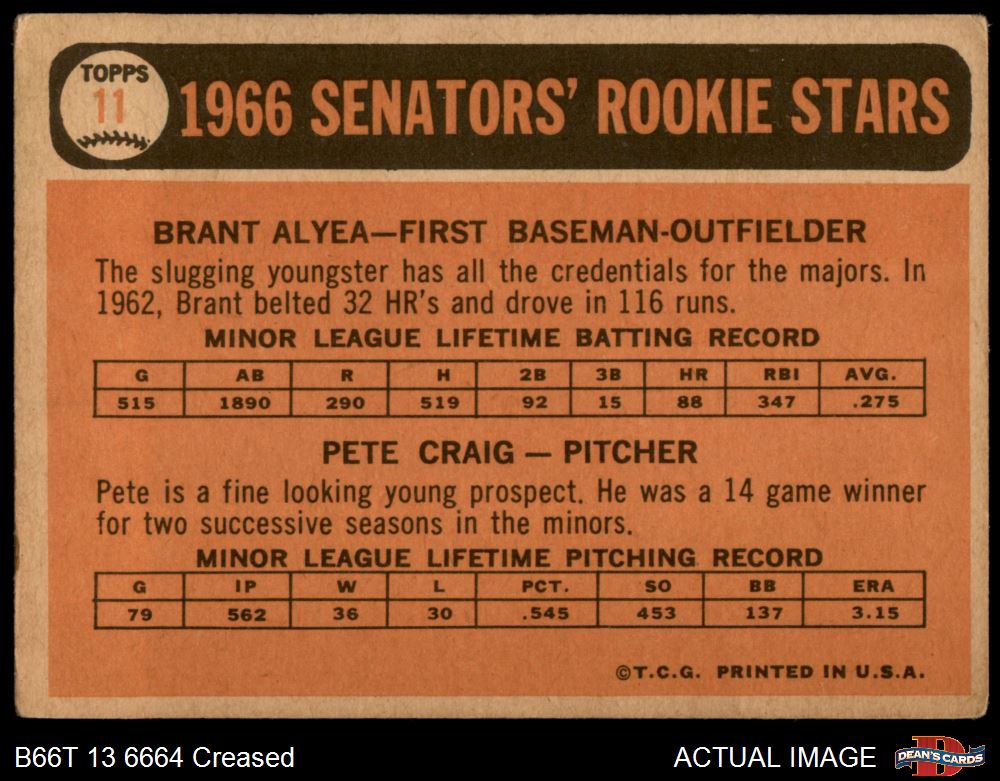 TOPPS
11
1966 SENATORS' ROOKIE STARS
BRANT ALYEA—FIRST BASEMAN-OUTFIELDER
The slugging youngster has all the credentials for the majors. In
1962, Brant belted 32 HR's and drove in 116 runs.
MINOR LEAGUE LIFETIME BATTING RECORD
G AB R H 2B 3B HR RBI AVG.
515 1890 290 519 92 15 88 347 .275
PETE CRAIG — PITCHER
Pete is a fine looking young prospect. He was a 14 game winner
for two successive seasons in the minors.
MINOR LEAGUE LIFETIME PITCHING RECORD
G IP W L PCT. SO BB ERA
79 562 36 30 .545 453 137 3.15
©T.C.G. PRINTED IN U.S.A.
B66T 13 6664 Creased
ACTUAL IMAGE
D
DEAN'S CARDS